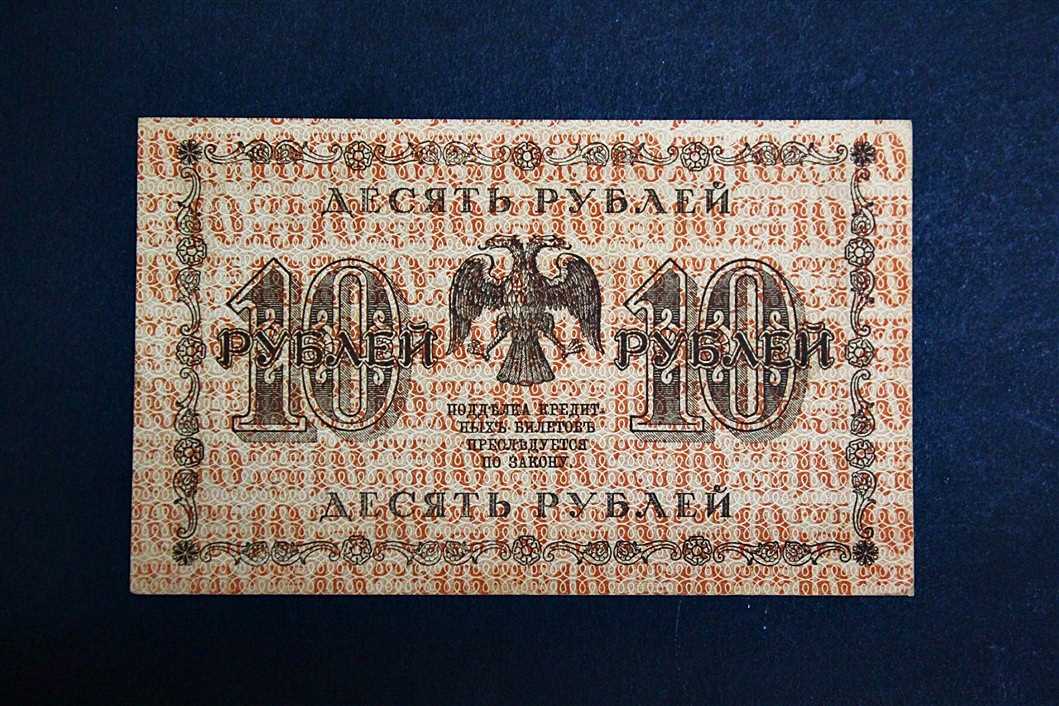 ДЕСЯТЬ РУБЛЕЙ
10 10
РУБЛЕЙ РУБЛЕЙ
ПОДДѢЛКА КРЕДИТ-
НЫХЪ БИЛЕТОВЪ
ПРЕСЛѢДУЕТСЯ
ПО ЗАКОНУ.
ДЕСЯТЬ РУБЛЕЙ